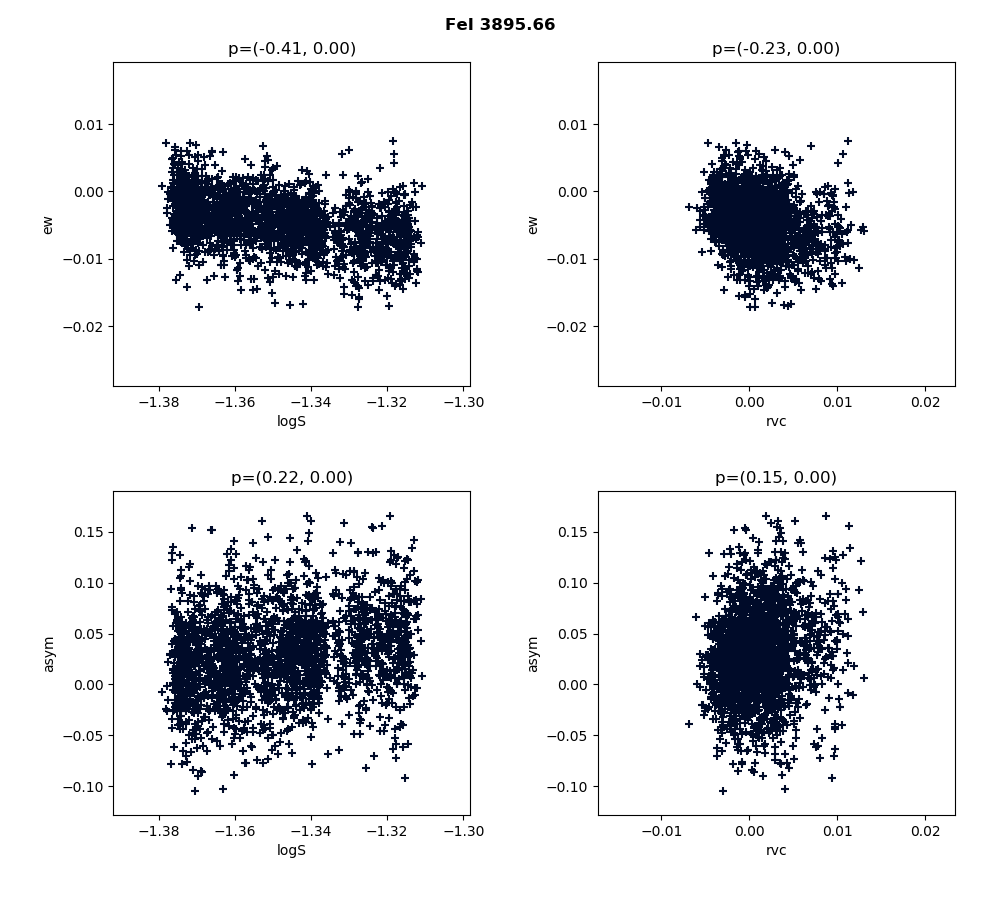 FeI 3895.66
p=(-0.41, 0.00)
0.01
0.00
−0.01
−0.02
ew
−1.38 −1.36 −1.34 −1.32 −1.30
logS
p=(-0.23, 0.00)
0.01
0.00
−0.01
−0.02
ew
−0.01 0.00 0.01 0.02
rvc
p=(0.22, 0.00)
0.15
0.10
0.05
0.00
−0.05
−0.10
asym
−1.38 −1.36 −1.34 −1.32 −1.30
logS
p=(0.15, 0.00)
0.15
0.10
0.05
0.00
−0.05
−0.10
asym
−0.01 0.00 0.01 0.02
rvc